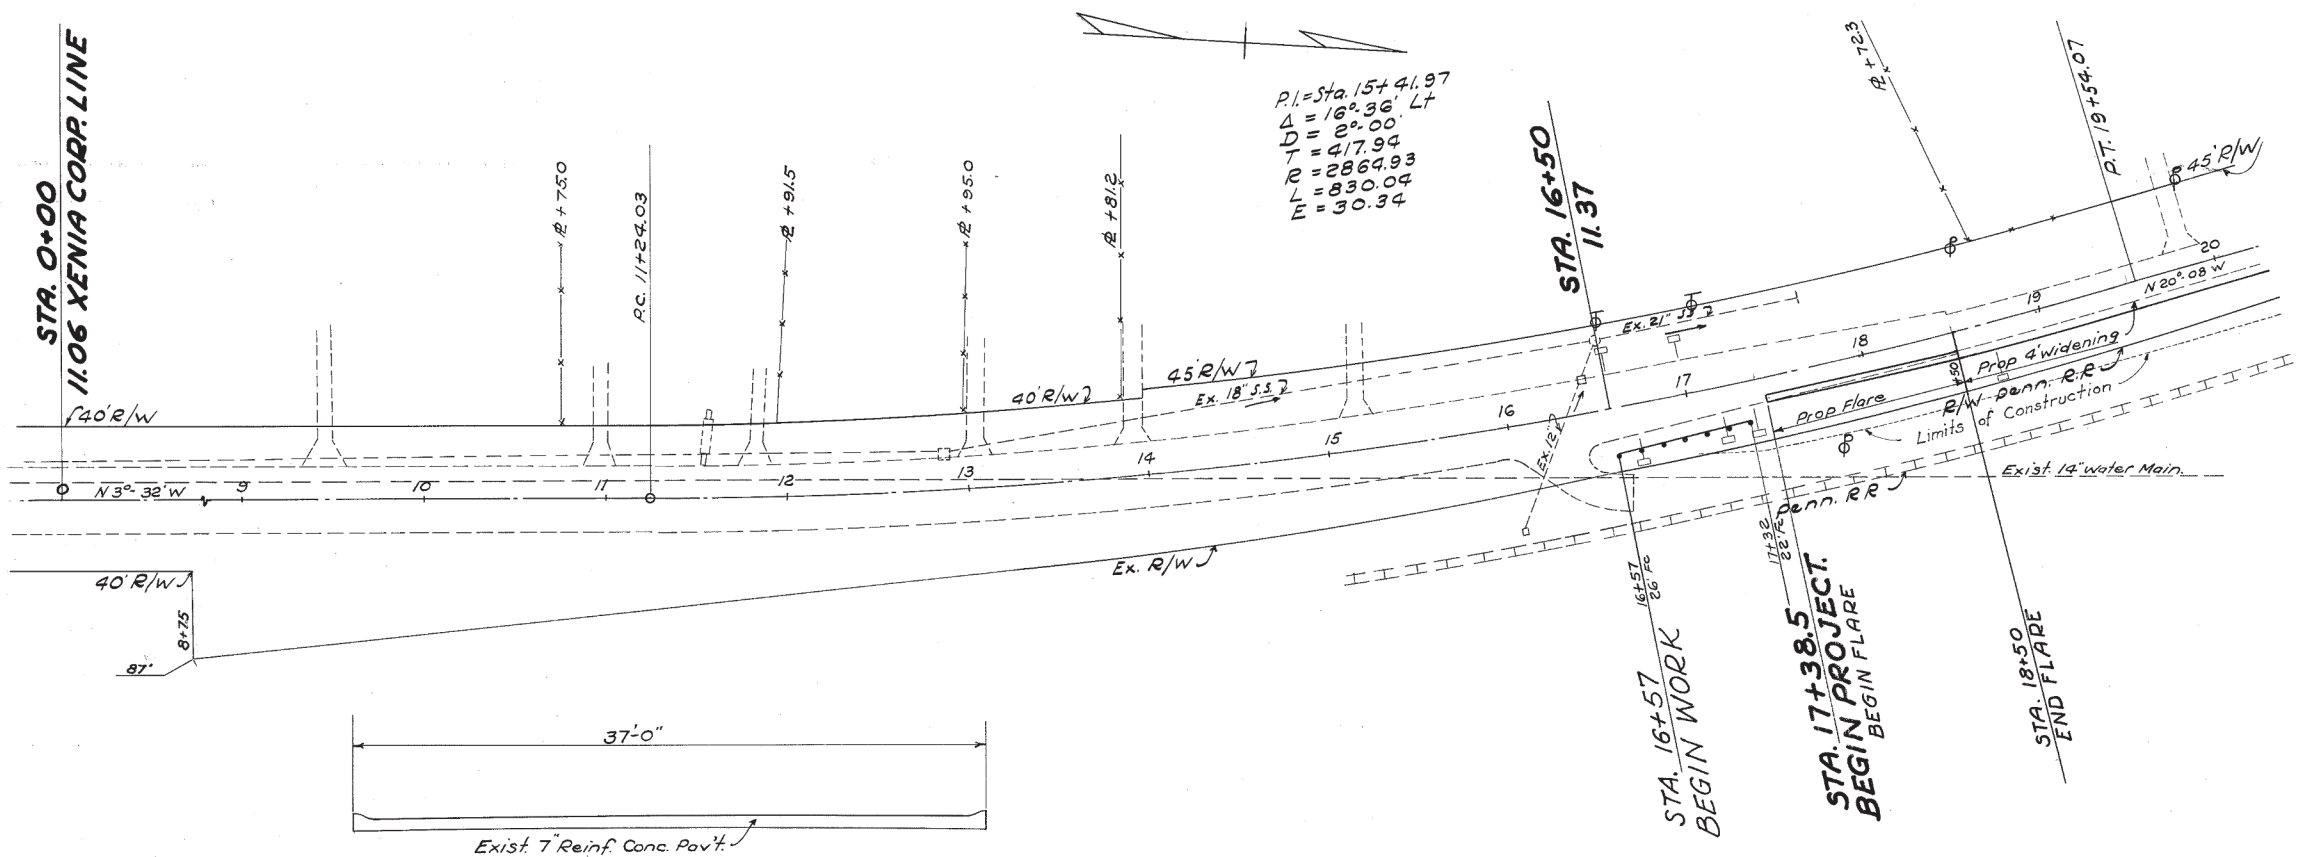 STA. 0+00
11.06 XENIA CORP. LINE
P.I.=Sta. 15+41.97
Δ = 16°-36' Lt
D = 2°-00'
T = 417.94
R = 2864.93
L = 830.04
E = 30.34
STA. 16+50
11.37
℄ +72.3
P.T. 19+54.07
45' R/W
℄ +75.0
P.C. 11+24.03
℄ +91.5
℄ +95.0
℄ +81.2
40' R/W
40' R/W
45' R/W
Ex. 18" S.S.
Ex. 21" S.S.
Ex. 12"
N 3°-32' W
9
10
11
12
13
14
15
16
17
18
19
20
N 20°-08 W
+50
Prop 4' Widening
Prop Flare
R/W Penn. R.R
Limits of Construction
Exist. 14" Water Main.
Penn. RR
Ex. R/W
40' R/W
8+75
87'
16+57
26' Fc
17+32
22' Fc
STA. 16+57
BEGIN WORK
STA. 17+38.5
BEGIN PROJECT.
BEGIN FLARE
STA. 18+50
END FLARE
37'-0"
Exist. 7" Reinf. Conc. Pav't.